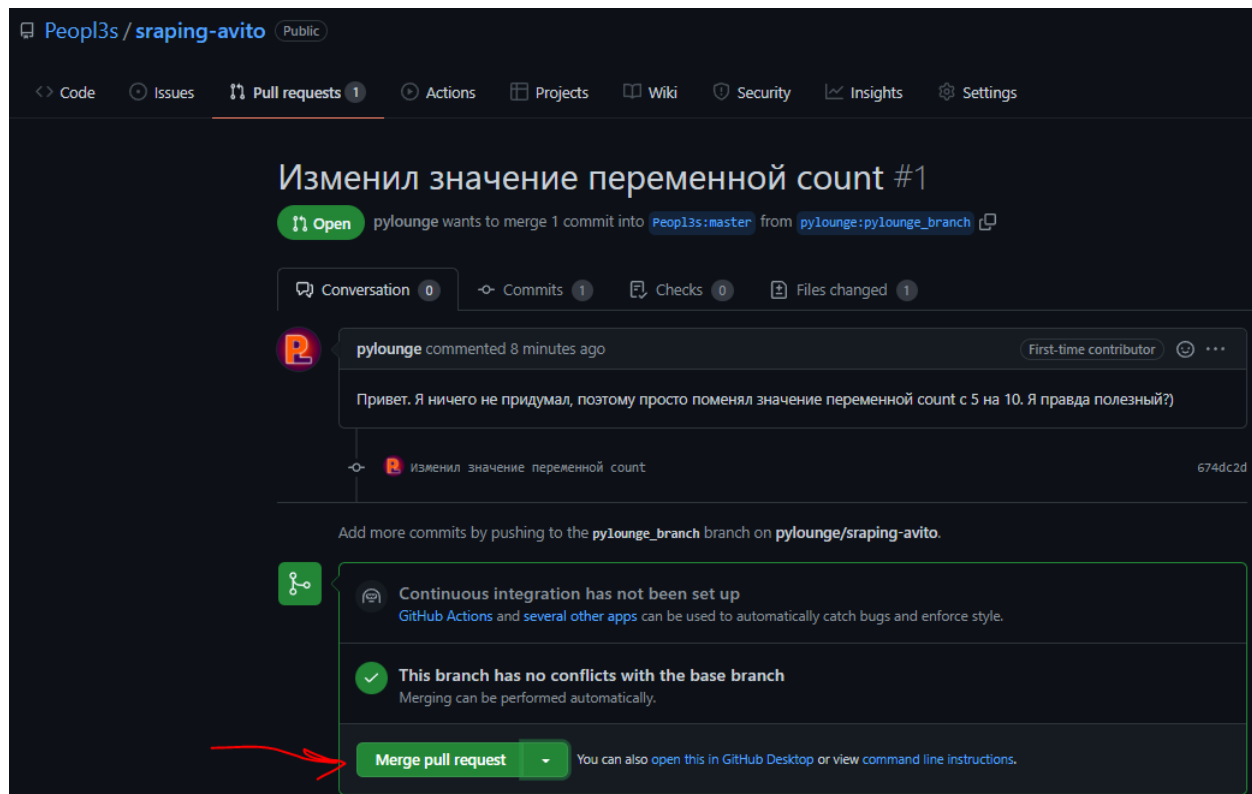 Peopl3s / sraping-avito Public
Code Issues Pull requests 1 Actions Projects Wiki Security Insights Settings
Изменил значение переменной count #1
Open pylounge wants to merge 1 commit into Peopl3s:master from pylounge:pylounge_branch
Conversation 0 Commits 1 Checks 0 Files changed 1
pylounge commented 8 minutes ago First-time contributor
Привет. Я ничего не придумал, поэтому просто поменял значение переменной count с 5 на 10. Я правда полезный?)
Изменил значение переменной count 674dc2d
Add more commits by pushing to the pylounge_branch branch on pylounge/sraping-avito.
Continuous integration has not been set up
GitHub Actions and several other apps can be used to automatically catch bugs and enforce style.
This branch has no conflicts with the base branch
Merging can be performed automatically.
Merge pull request You can also open this in GitHub Desktop or view command line instructions.